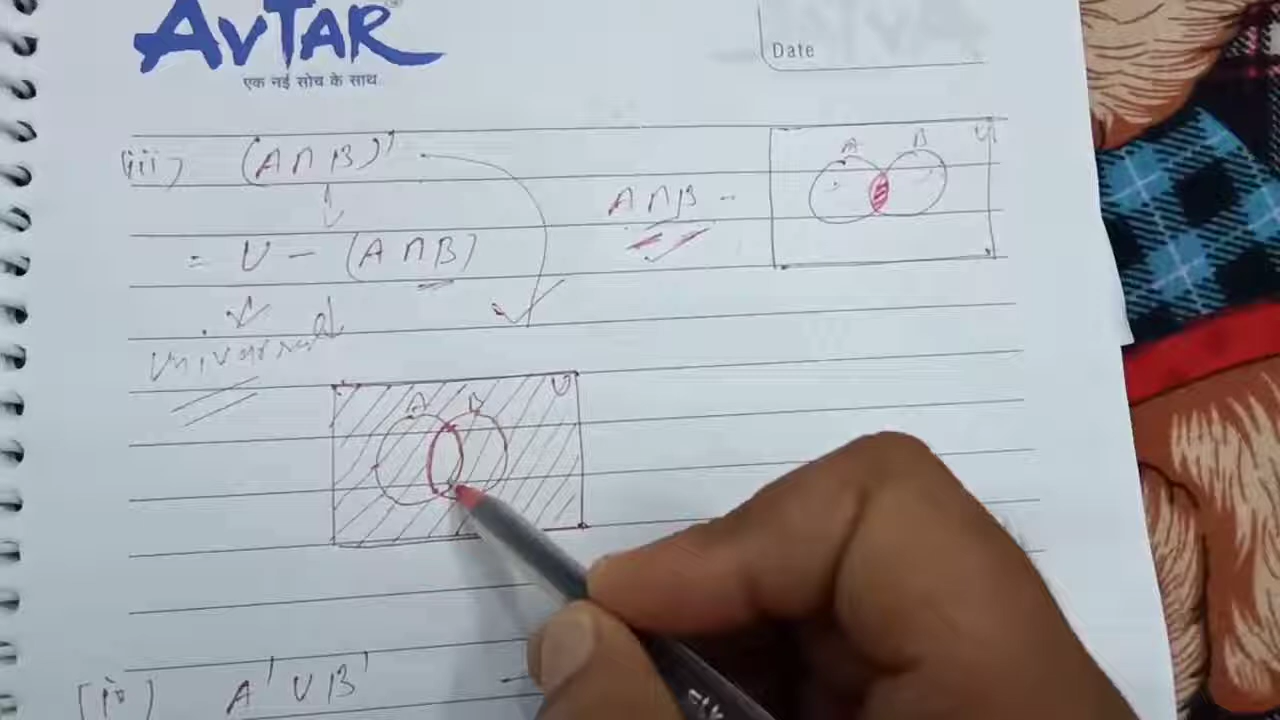 AVTAR
एक नई सोच के साथ
Date
(iii) (A∩B)'
A∩B -
A B U
= U - (A∩B)
Universal
A B U
(iv) A' ∪ B'